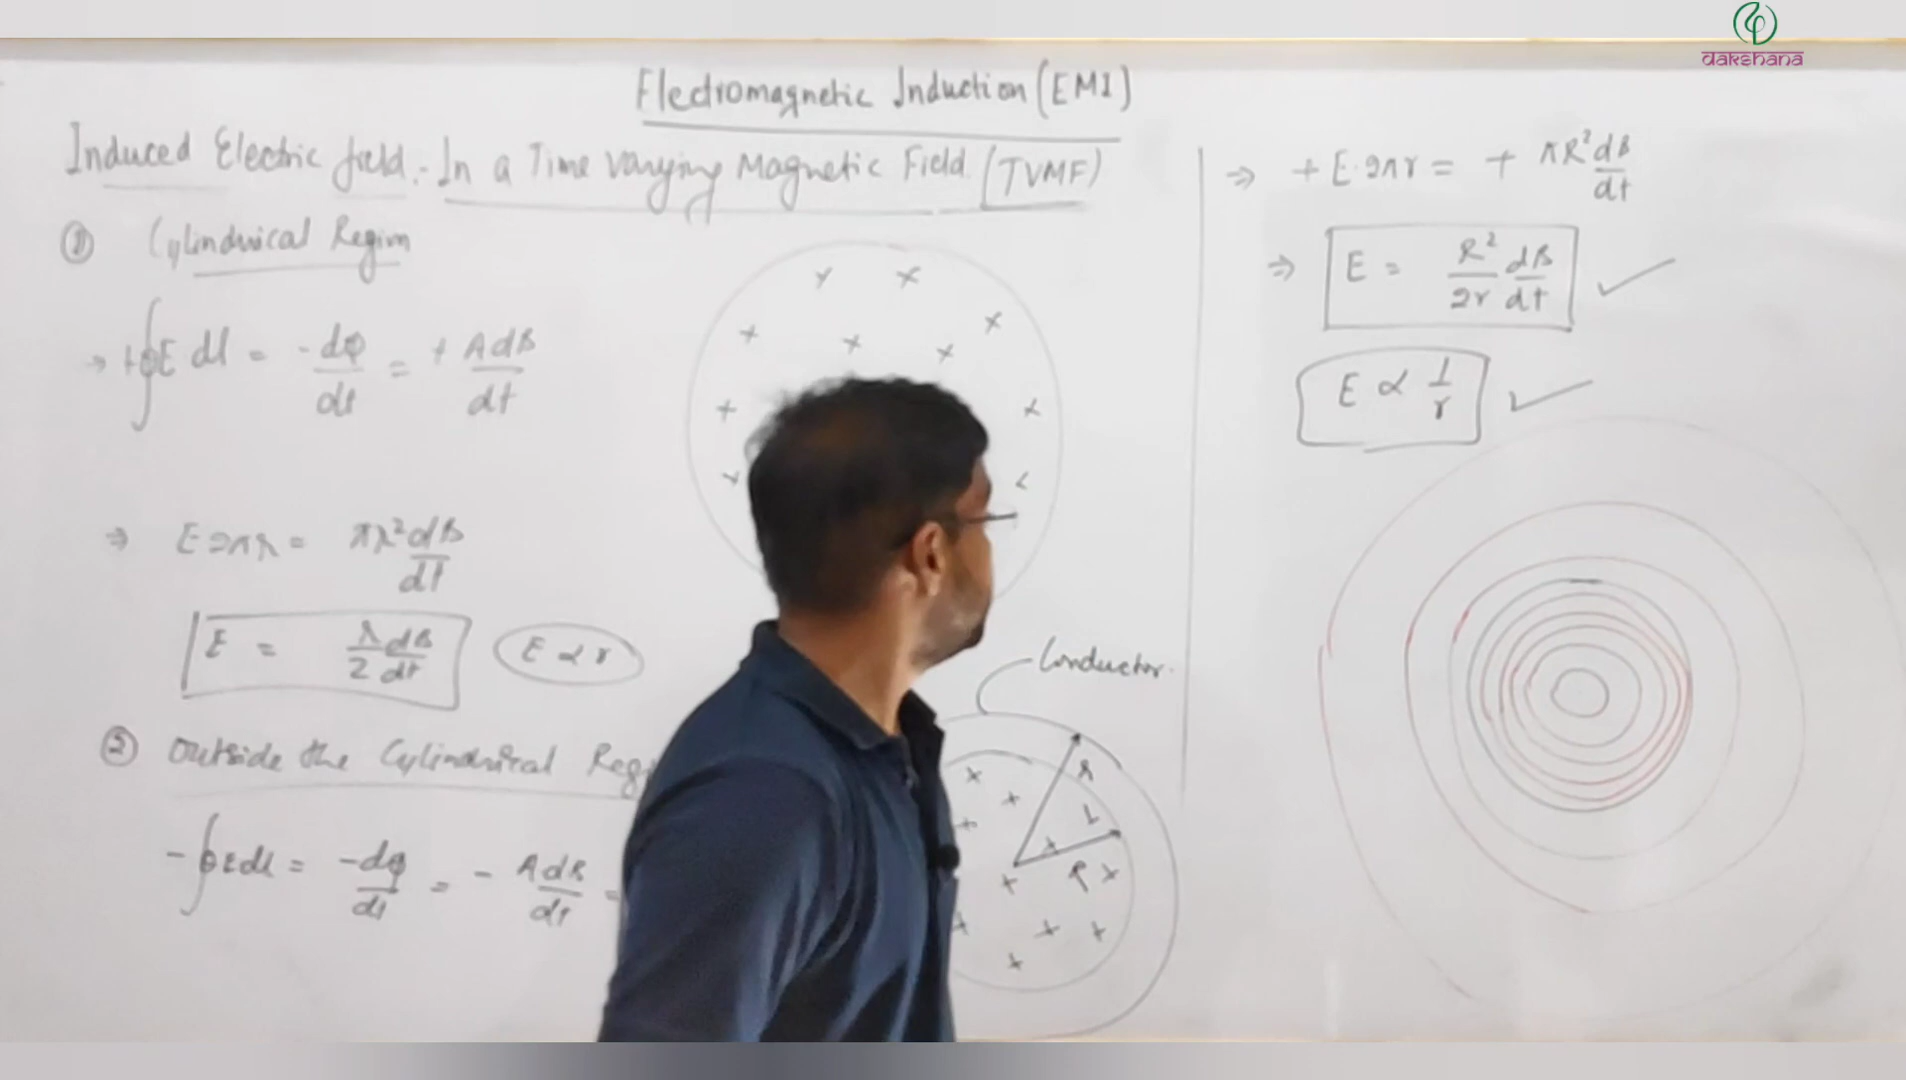 dakshana
Electromagnetic Induction (EMI)
Induced Electric field :- In a Time varying Magnetic Field (TVMF)
① Cylindrical Region
→ +∮E dl = -dφ/dt = + A dB/dt
⇒ E 2πr = πr² dB/dt
E = r/2 dB/dt
E ∝ r
② Outside the Cylindrical
-∮E dl = -dφ/dt = - A dB/dt =
Conductor.
r
R
⇒ + E·2πr = + πR² dB/dt
⇒ E = R²/2r dB/dt ✓
E ∝ 1/r ✓